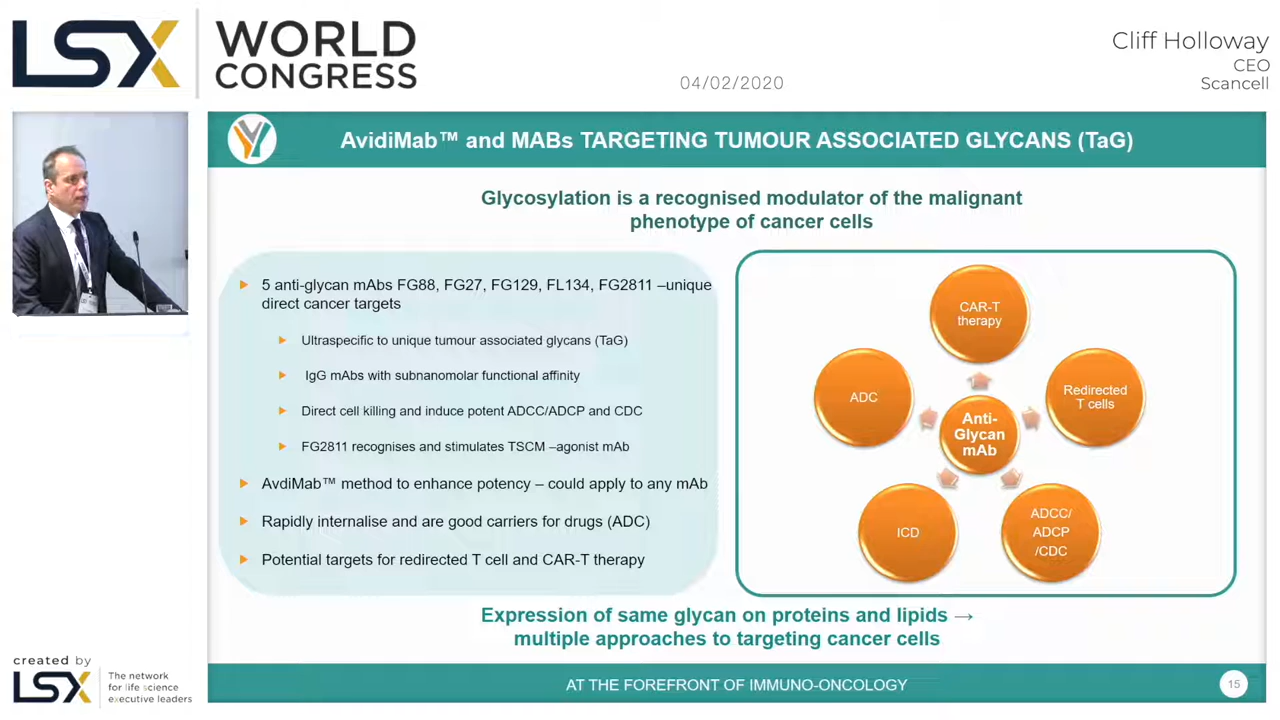 LSX
WORLD
CONGRESS
04/02/2020
Cliff Holloway
CEO
Scancell
AvidiMab™ and MABs TARGETING TUMOUR ASSOCIATED GLYCANS (TaG)
Glycosylation is a recognised modulator of the malignant
phenotype of cancer cells
5 anti-glycan mAbs FG88, FG27, FG129, FL134, FG2811 –unique
direct cancer targets
Ultraspecific to unique tumour associated glycans (TaG)
IgG mAbs with subnanomolar functional affinity
Direct cell killing and induce potent ADCC/ADCP and CDC
FG2811 recognises and stimulates TSCM –agonist mAb
AvdiMab™ method to enhance potency – could apply to any mAb
Rapidly internalise and are good carriers for drugs (ADC)
Potential targets for redirected T cell and CAR-T therapy
CAR-T
therapy
ADC
Redirected
T cells
Anti-
Glycan
mAb
ICD
ADCC/
ADCP
/CDC
Expression of same glycan on proteins and lipids →
multiple approaches to targeting cancer cells
created by
LSX
The network
for life science
executive leaders
AT THE FOREFRONT OF IMMUNO-ONCOLOGY
15